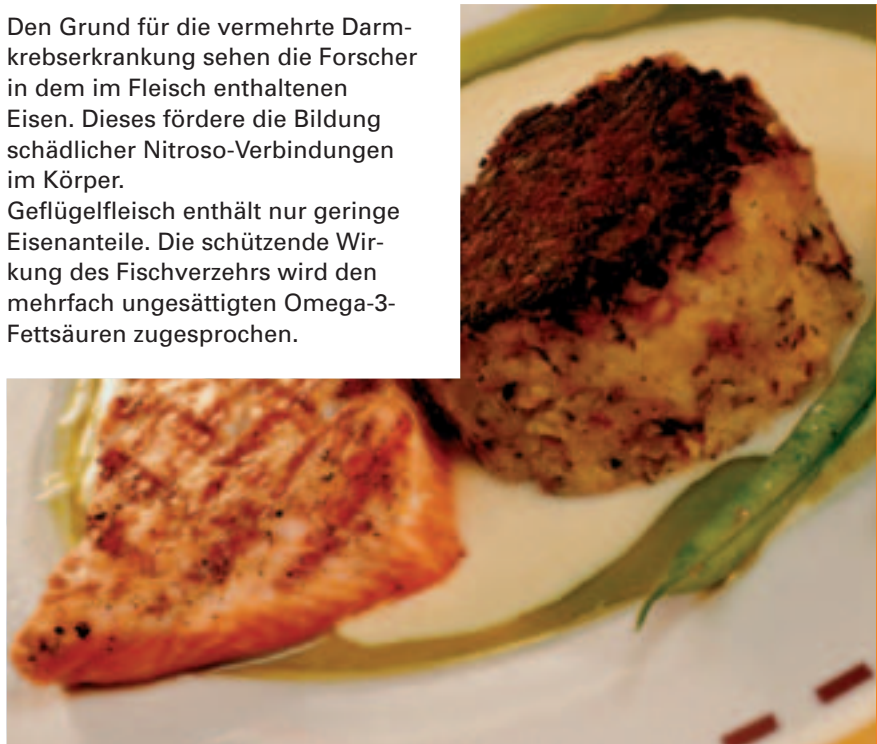 Den Grund für die vermehrte Darm-
krebserkrankung sehen die Forscher
in dem im Fleisch enthaltenen
Eisen. Dieses fördere die Bildung
schädlicher Nitroso-Verbindungen
im Körper.
Geflügelfleisch enthält nur geringe
Eisenanteile. Die schützende Wir-
kung des Fischverzehrs wird den
mehrfach ungesättigten Omega-3-
Fettsäuren zugesprochen.